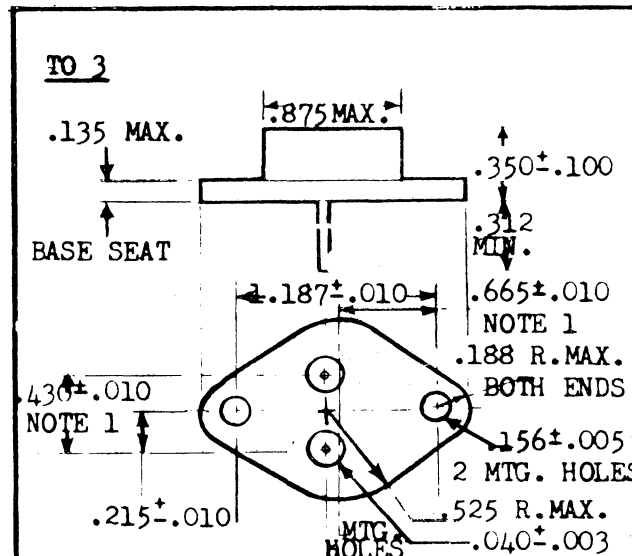 TO 3
.875 MAX.
.135 MAX.
.350±.100
BASE SEAT
.312
MIN.
1.187±.010
.665±.010
NOTE 1
.188 R.MAX.
BOTH ENDS
.430±.010
NOTE 1
.156±.005
2 MTG. HOLES
.215±.010
.525 R.MAX.
MTG.
HOLES
.040±.003